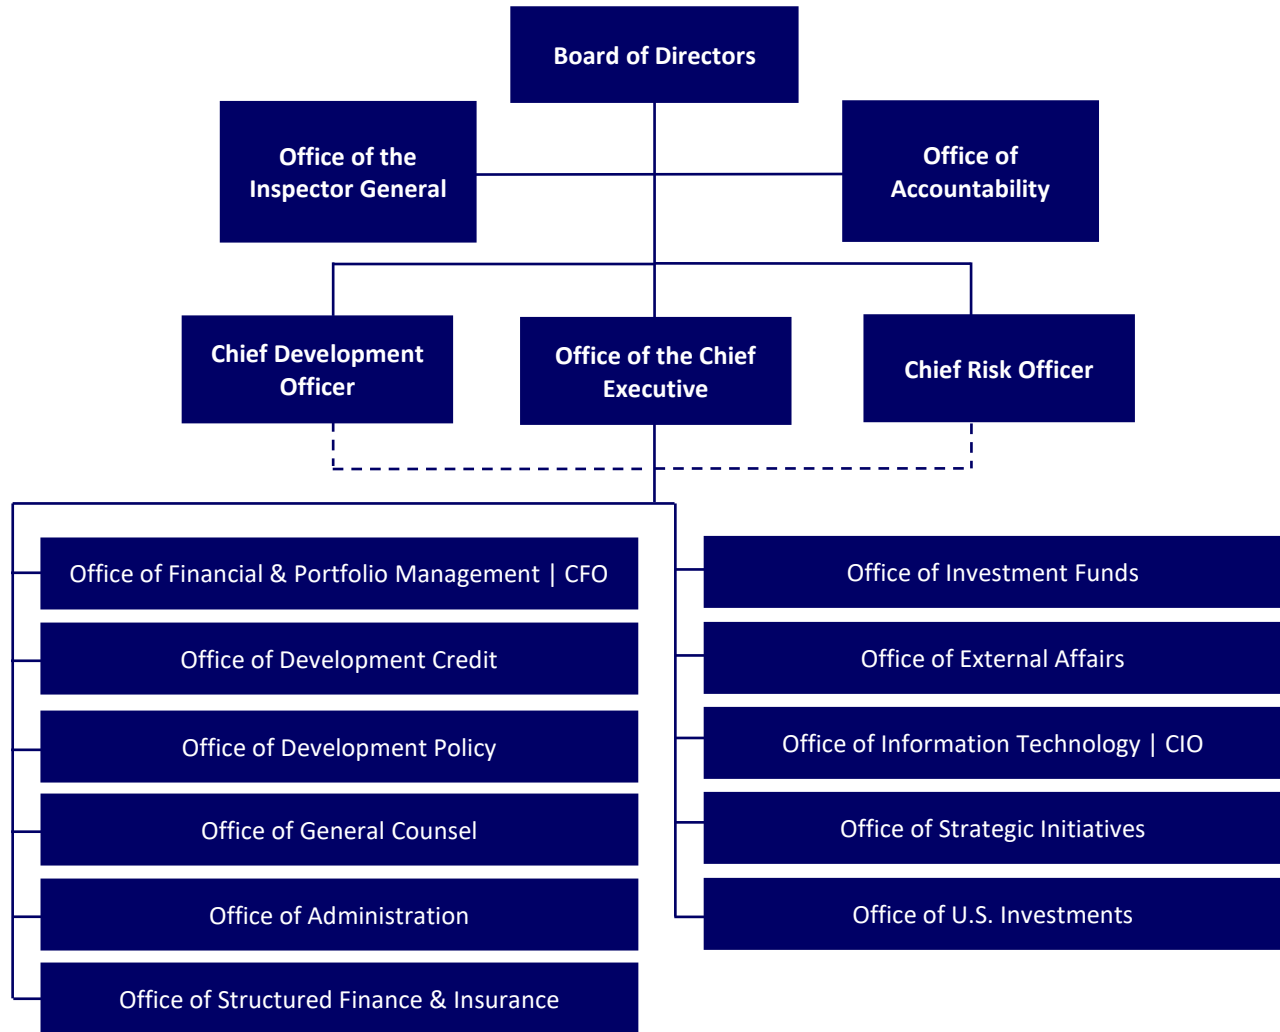 Board of Directors
Office of the
Inspector General
Office of
Accountability
Chief Development
Officer
Office of the Chief
Executive
Chief Risk Officer
Office of Financial & Portfolio Management | CFO
Office of Development Credit
Office of Development Policy
Office of General Counsel
Office of Administration
Office of Structured Finance & Insurance
Office of Investment Funds
Office of External Affairs
Office of Information Technology | CIO
Office of Strategic Initiatives
Office of U.S. Investments